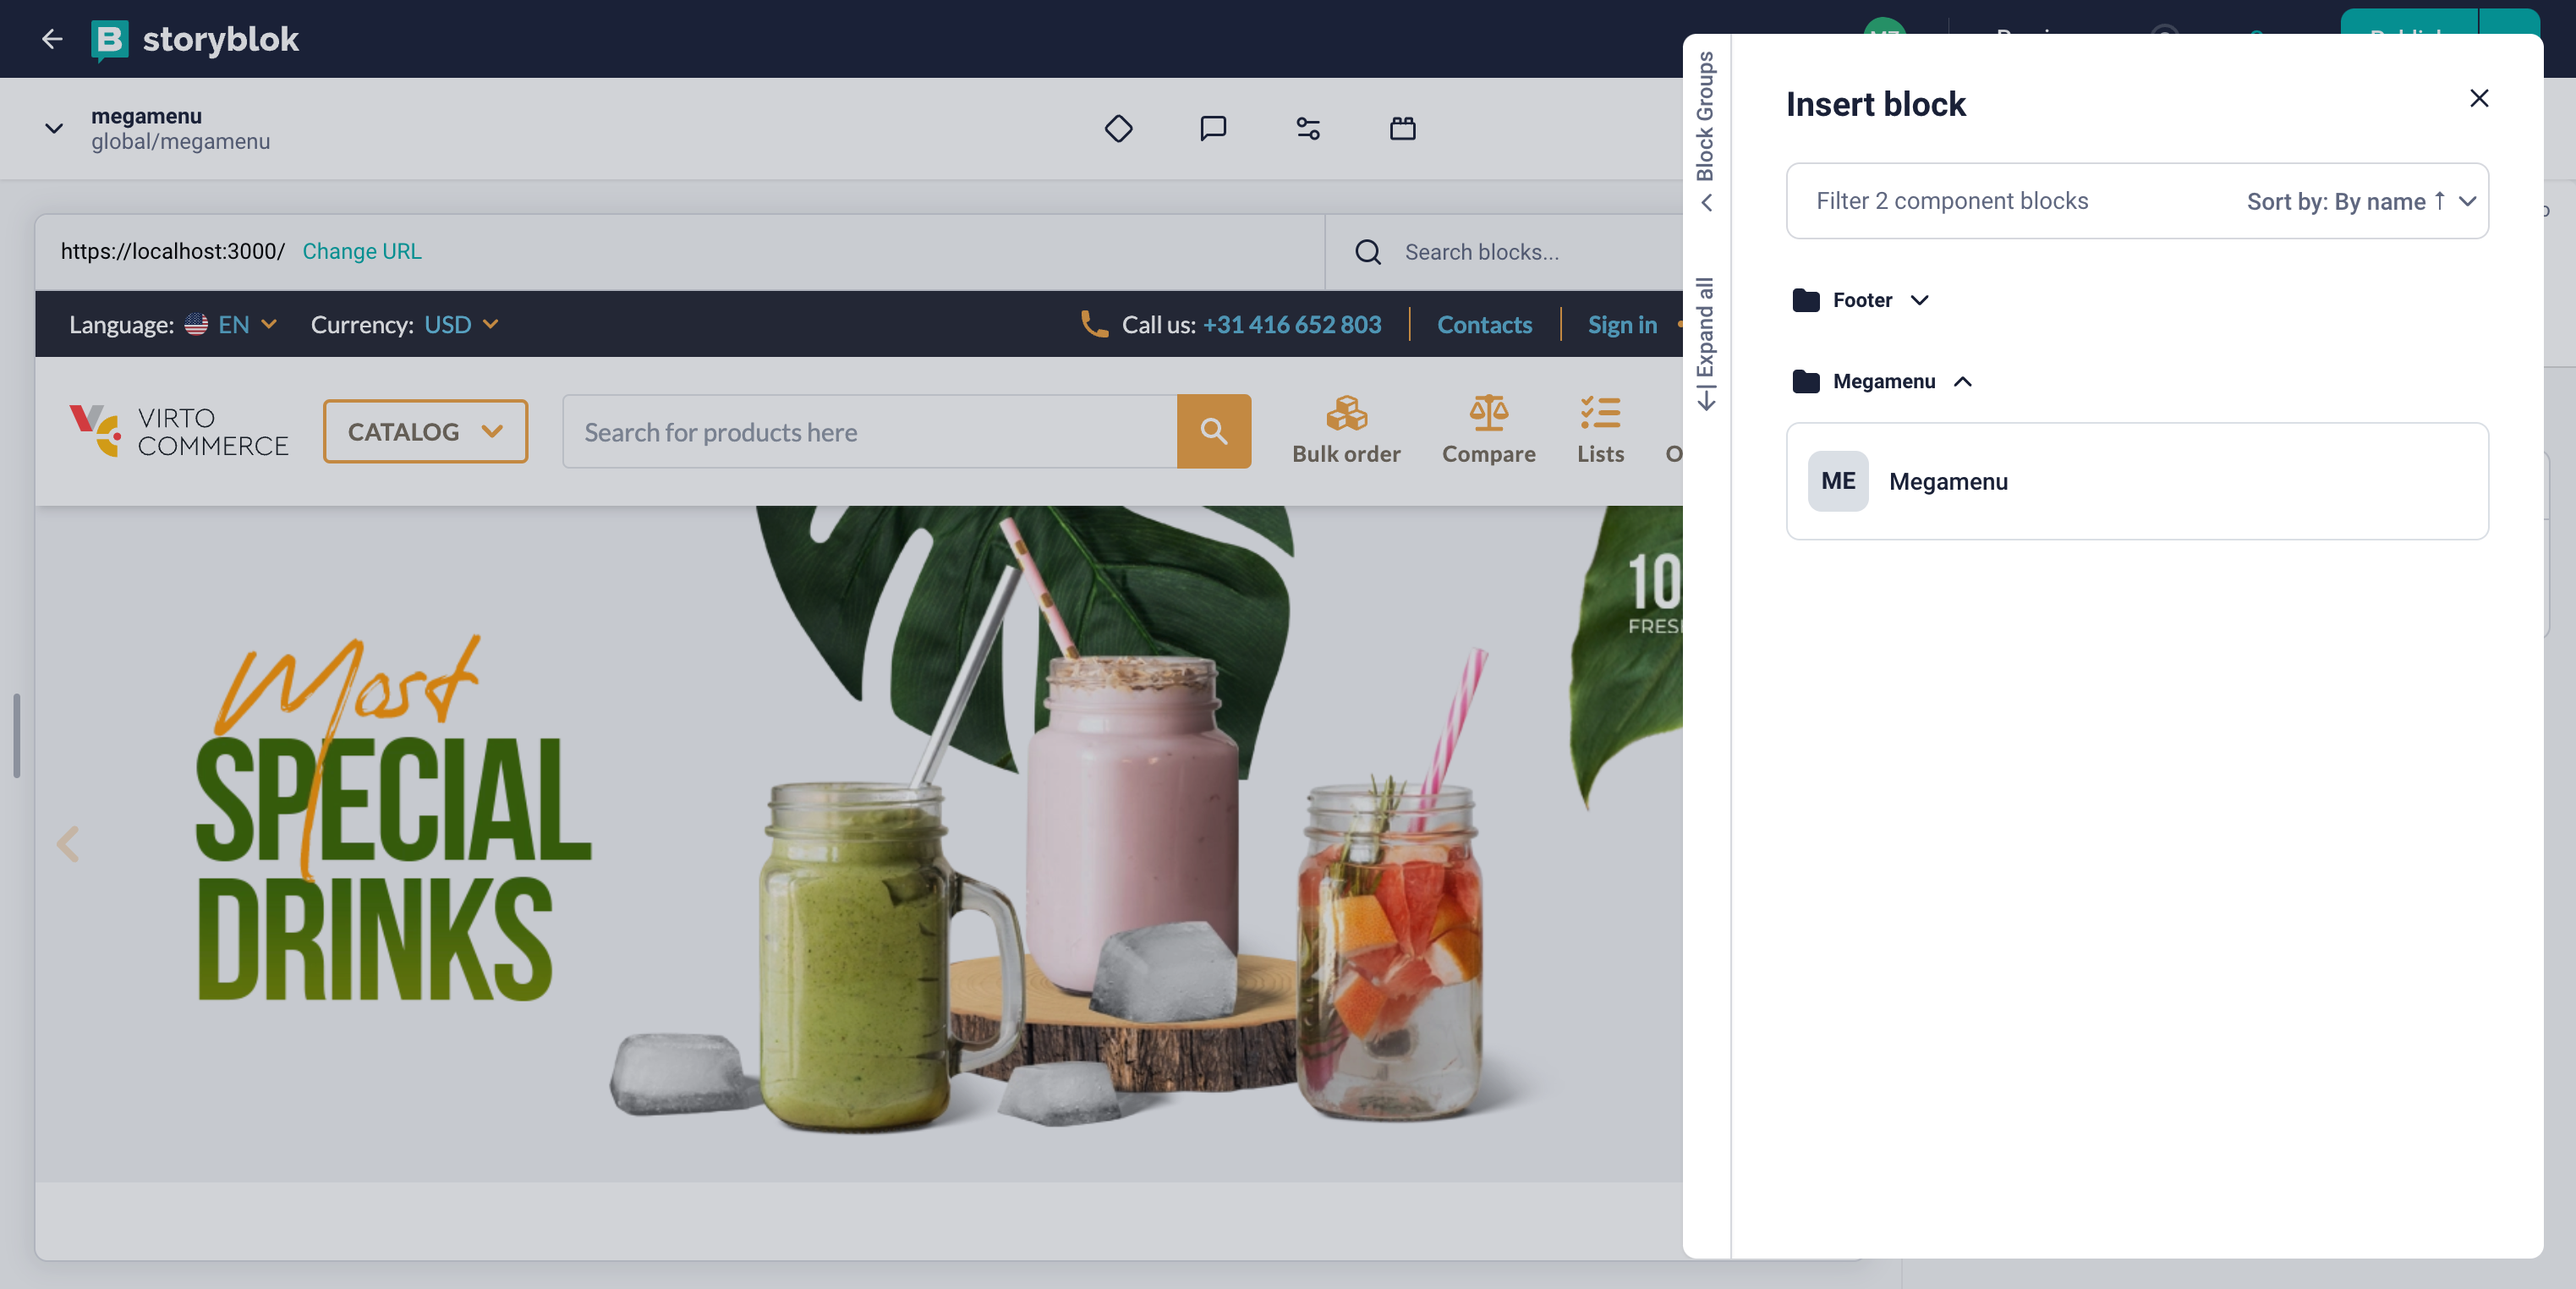 storyblok
megamenu
global/megamenu
https://localhost:3000/ Change URL
Search blocks...
Language: EN Currency: USD
Call us: +31 416 652 803 Contacts Sign in
VIRTO
COMMERCE
CATALOG
Search for products here
Bulk order
Compare
Lists
Most
SPECIAL
DRINKS
10
FRES
Block Groups
Expand all
Insert block
Filter 2 component blocks
Sort by: By name ↑
Footer
Megamenu
ME Megamenu